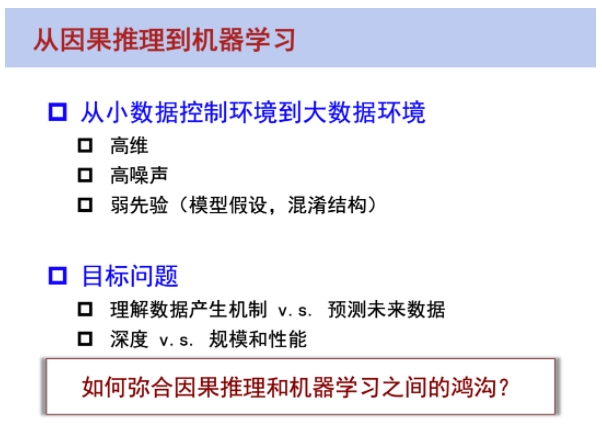 从因果推理到机器学习
从小数据控制环境到大数据环境
高维
高噪声
弱先验（模型假设，混淆结构）
目标问题
理解数据产生机制 v.s. 预测未来数据
深度 v.s. 规模和性能
如何弥合因果推理和机器学习之间的鸿沟？